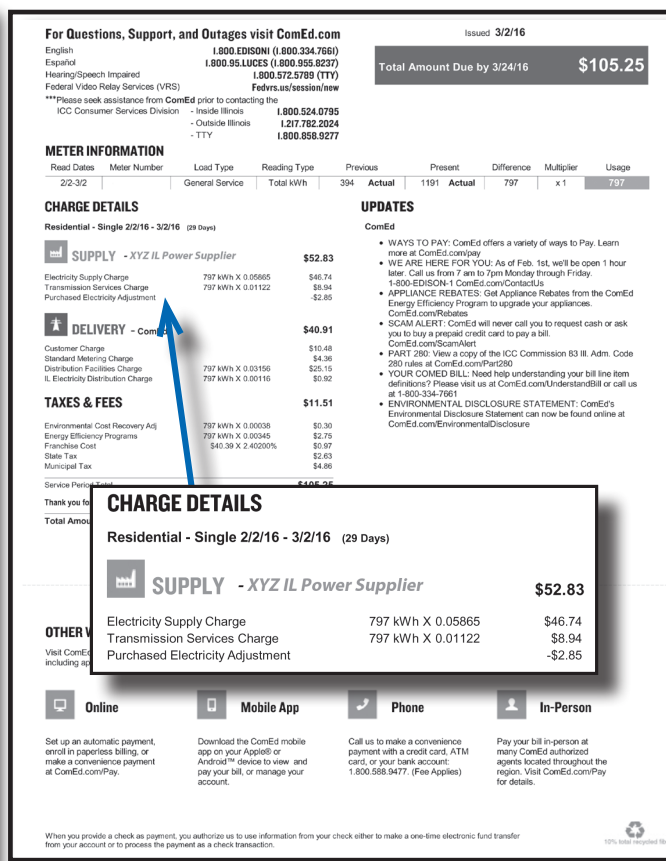 For Questions, Support, and Outages visit ComEd.com
English 1.800.EDISON1 (1.800.334.7661)
Español 1.800.95.LUCES (1.800.955.8237)
Hearing/Speech Impaired 1.800.572.5789 (TTY)
Federal Video Relay Services (VRS) Fedvrs.us/session/new
***Please seek assistance from ComEd prior to contacting the
ICC Consumer Services Division - Inside Illinois 1.800.524.0795
- Outside Illinois 1.217.782.2024
- TTY 1.800.858.9277
Issued 3/2/16
Total Amount Due by 3/24/16 $105.25
METER INFORMATION
Read Dates Meter Number Load Type Reading Type Previous Present Difference Multiplier Usage
2/2-3/2 General Service Total kWh 394 Actual 1191 Actual 797 x 1 797
CHARGE DETAILS
Residential - Single 2/2/16 - 3/2/16 (29 Days)
SUPPLY - XYZ IL Power Supplier $52.83
Electricity Supply Charge 797 kWh X 0.05865 $46.74
Transmission Services Charge 797 kWh X 0.01122 $8.94
Purchased Electricity Adjustment -$2.85
DELIVERY - ComEd $40.91
Customer Charge $10.48
Standard Metering Charge $4.36
Distribution Facilities Charge 797 kWh X 0.03156 $25.15
IL Electricity Distribution Charge 797 kWh X 0.00116 $0.92
TAXES & FEES $11.51
Environmental Cost Recovery Adj 797 kWh X 0.00038 $0.30
Energy Efficiency Programs 797 kWh X 0.00345 $2.75
Franchise Cost $40.39 X 2.40200% $0.97
State Tax $2.63
Municipal Tax $4.86
Service Period Total $105.25
Thank you fo
Total Amou
UPDATES
ComEd
• WAYS TO PAY: ComEd offers a variety of ways to Pay. Learn
more at ComEd.com/pay
• WE ARE HERE FOR YOU: As of Feb. 1st, we'll be open 1 hour
later. Call us from 7 am to 7pm Monday through Friday.
1-800-EDISON-1 ComEd.com/ContactUs
• APPLIANCE REBATES: Get Appliance Rebates from the ComEd
Energy Efficiency Program to upgrade your appliances.
ComEd.com/Rebates
• SCAM ALERT: ComEd will never call you to request cash or ask
you to buy a prepaid credit card to pay a bill.
ComEd.com/ScamAlert
• PART 280: View a copy of the ICC Commission 83 Ill. Adm. Code
280 rules at ComEd.com/Part280
• YOUR COMED BILL: Need help understanding your bill line item
definitions? Please visit us at ComEd.com/UnderstandBill or call us
at 1-800-334-7661
• ENVIRONMENTAL DISCLOSURE STATEMENT: ComEd's
Environmental Disclosure Statement can now be found online at
ComEd.com/EnvironmentalDisclosure
CHARGE DETAILS
Residential - Single 2/2/16 - 3/2/16 (29 Days)
SUPPLY - XYZ IL Power Supplier $52.83
Electricity Supply Charge 797 kWh X 0.05865 $46.74
Transmission Services Charge 797 kWh X 0.01122 $8.94
Purchased Electricity Adjustment -$2.85
OTHER W
Visit ComEd
including ap
Online
Set up an automatic payment,
enroll in paperless billing, or
make a convenience payment
at ComEd.com/Pay.
Mobile App
Download the ComEd mobile
app on your Apple® or
Android™ device to view and
pay your bill, or manage your
account.
Phone
Call us to make a convenience
payment with a credit card, ATM
card, or your bank account:
1.800.588.9477. (Fee Applies)
In-Person
Pay your bill in-person at
many ComEd authorized
agents located throughout the
region. Visit ComEd.com/Pay
for details.
When you provide a check as payment, you authorize us to use information from your check either to make a one-time electronic fund transfer
from your account or to process the payment as a check transaction.
10% total recycled fib